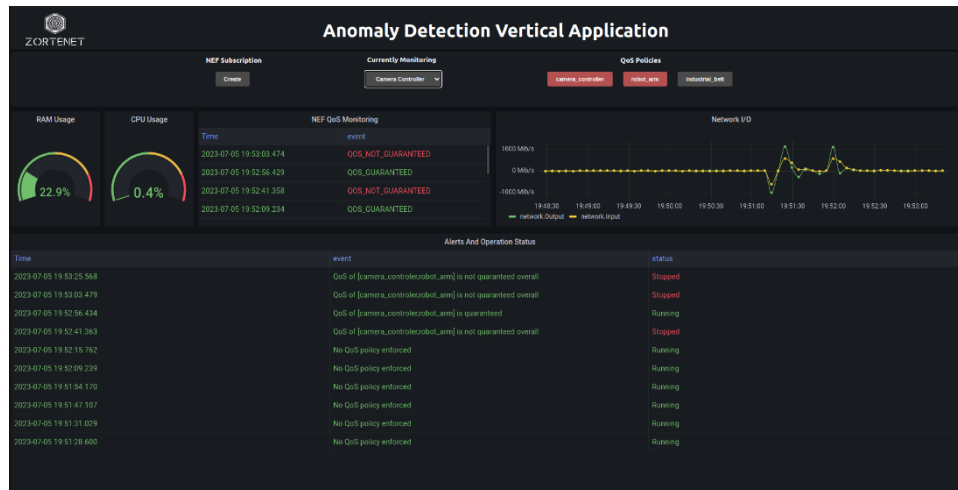 ZORTENET
Anomaly Detection Vertical Application
NEF Subscription
Currently Monitoring
QoS Policies
Create
Camera Controller
camera_controller
robot_arm
industrial_belt
RAM Usage
CPU Usage
NEF QoS Monitoring
Network I/O
22.9%
0.4%
Time event
2023-07-05 19:53:03.474 QOS_NOT_GUARANTEED
2023-07-05 19:52:56.429 QOS_GUARANTEED
2023-07-05 19:52:41.358 QOS_NOT_GUARANTEED
2023-07-05 19:52:09.234 QOS_GUARANTEED
1600 Mib/s
0 Mib/s
-1600 Mib/s
19:48:30 19:49:00 19:49:30 19:50:00 19:50:30 19:51:00 19:51:30 19:52:00 19:52:30 19:53:00
network.Output network.Input
Alerts And Operation Status
Time event status
2023-07-05 19:53:25.568 QoS of [camera_controler,robot_arm] is not quaranteed overall Stopped
2023-07-05 19:53:03.479 QoS of [camera_controler,robot_arm] is not quaranteed overall Stopped
2023-07-05 19:52:56.434 QoS of [camera_controler,robot_arm] is quaranteed Running
2023-07-05 19:52:41.363 QoS of [camera_controler,robot_arm] is not quaranteed overall Stopped
2023-07-05 19:52:15.762 No QoS policy enforced Running
2023-07-05 19:52:09.239 No QoS policy enforced Running
2023-07-05 19:51:54.170 No QoS policy enforced Running
2023-07-05 19:51:47.107 No QoS policy enforced Running
2023-07-05 19:51:31.029 No QoS policy enforced Running
2023-07-05 19:51:28.600 No QoS policy enforced Running